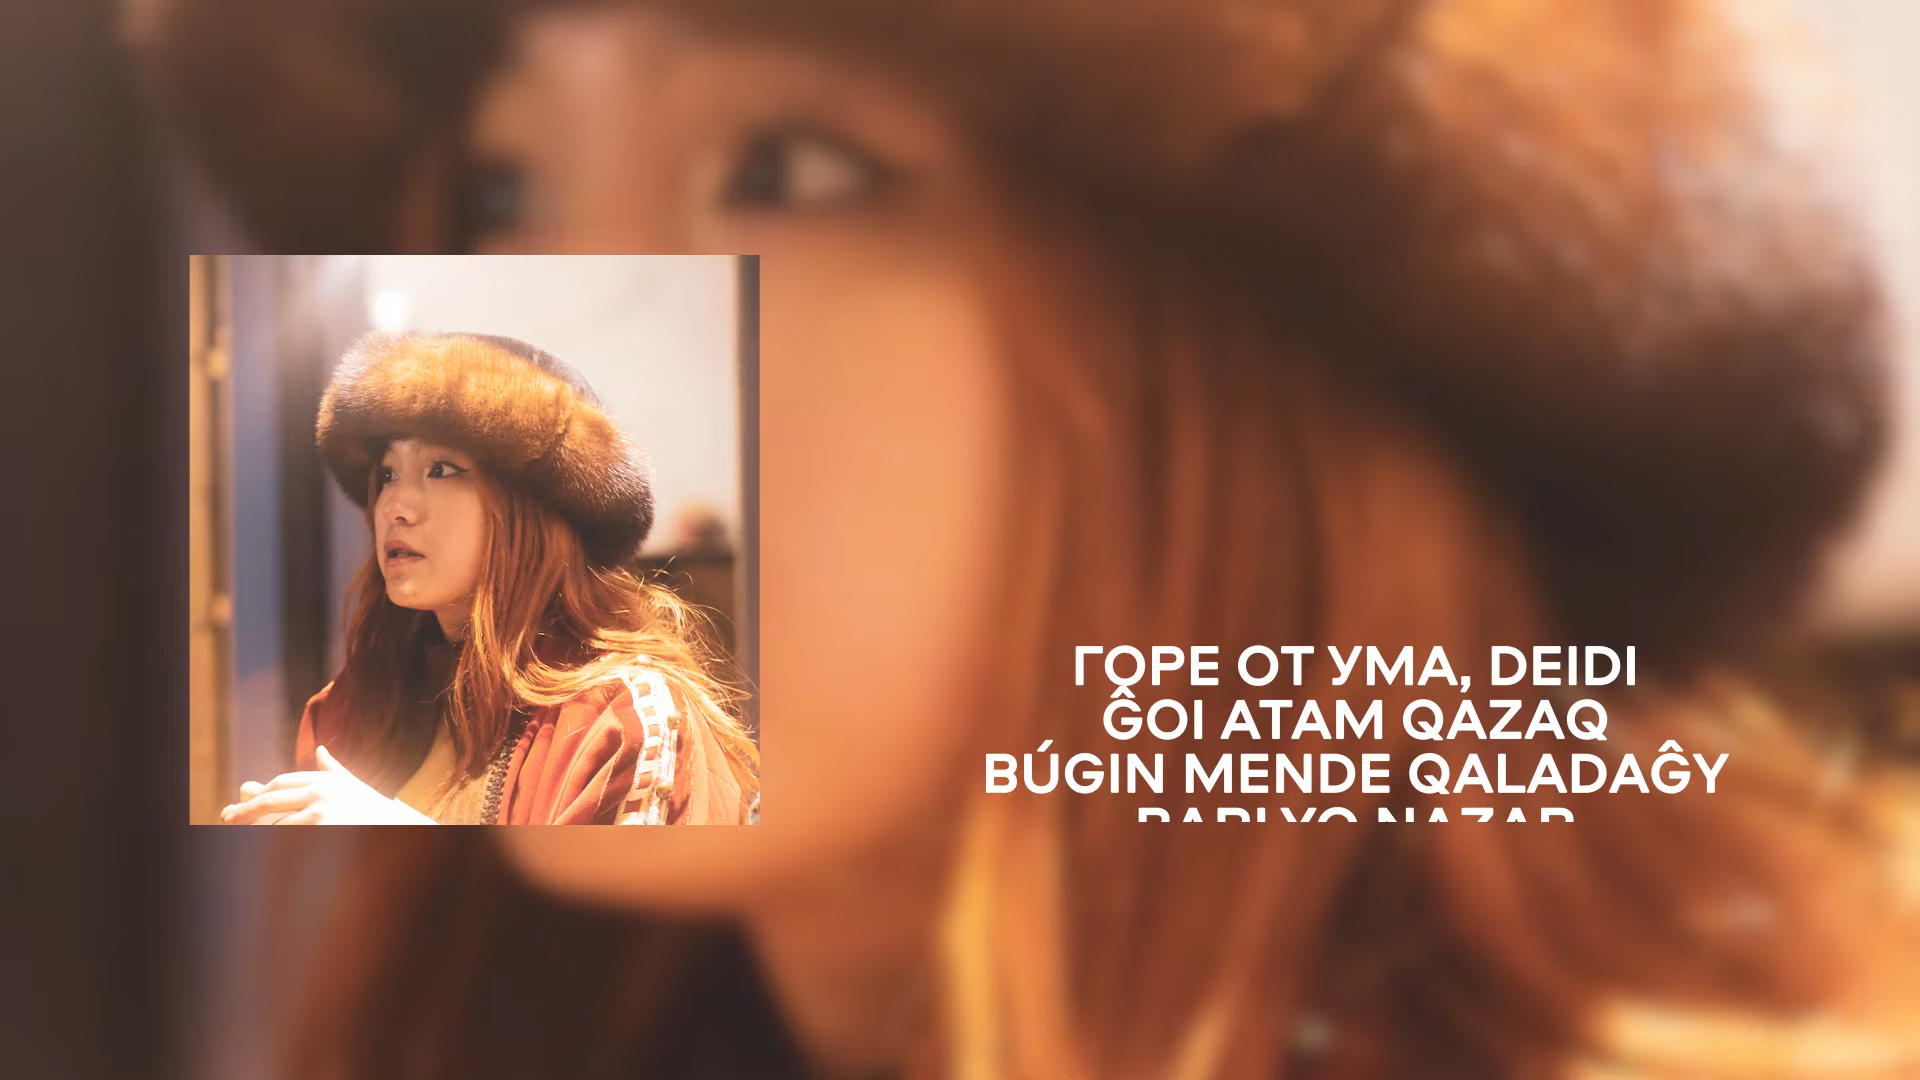 ГОРЕ ОТ УМА, DEIDI
ĜOI ATAM QAZAQ
BÚGIN MENDE QALADAĜY